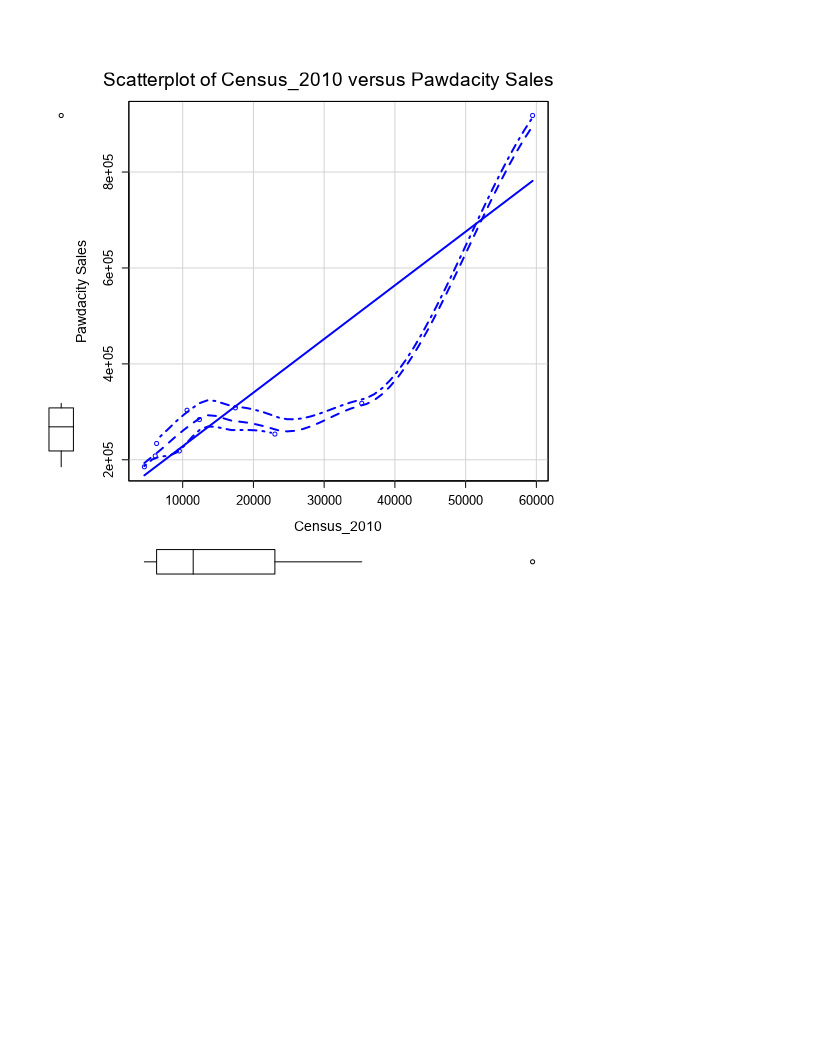 Scatterplot of Census_2010 versus Pawdacity Sales
8e+05
6e+05
4e+05
2e+05
Pawdacity Sales
10000 20000 30000 40000 50000 60000
Census_2010